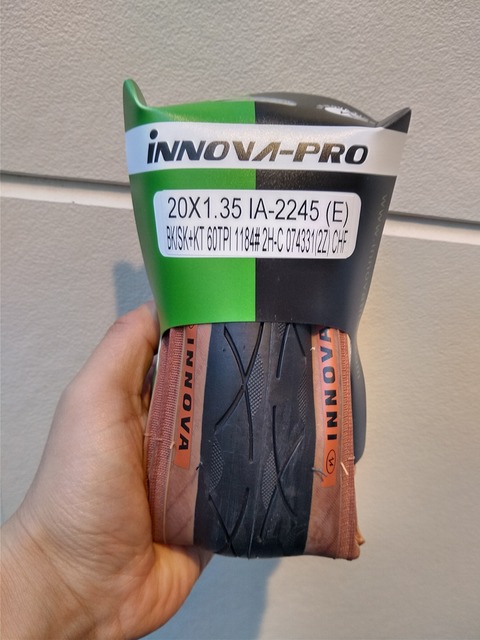 INNOVA-PRO
20X1.35 IA-2245 (E)
BK(SK+KT 60TPI 1184# 2H-C 074331(2Z) CHF
INNOVA
INNOVA